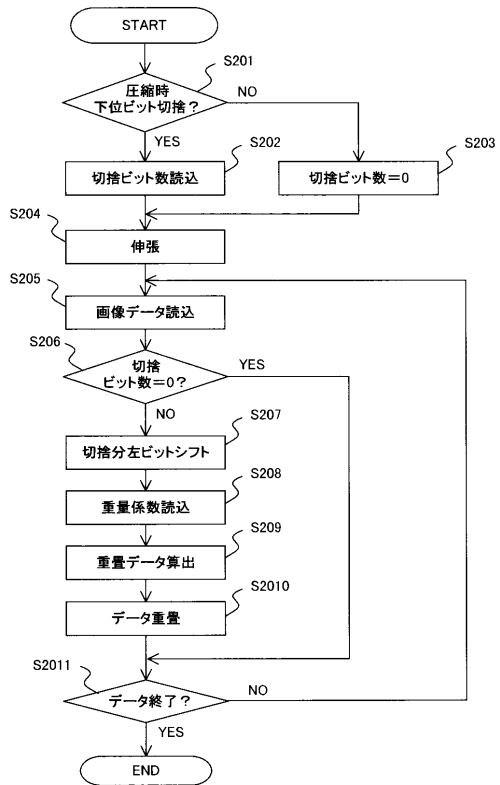 START
S201
圧縮時
下位ビット切捨？
NO
YES
S202
切捨ビット数読込
S203
切捨ビット数=0
S204
伸張
S205
画像データ読込
S206
切捨
ビット数=0？
YES
NO
S207
切捨分左ビットシフト
S208
重量係数読込
S209
重畳データ算出
S2010
データ重畳
S2011
データ終了？
NO
YES
END